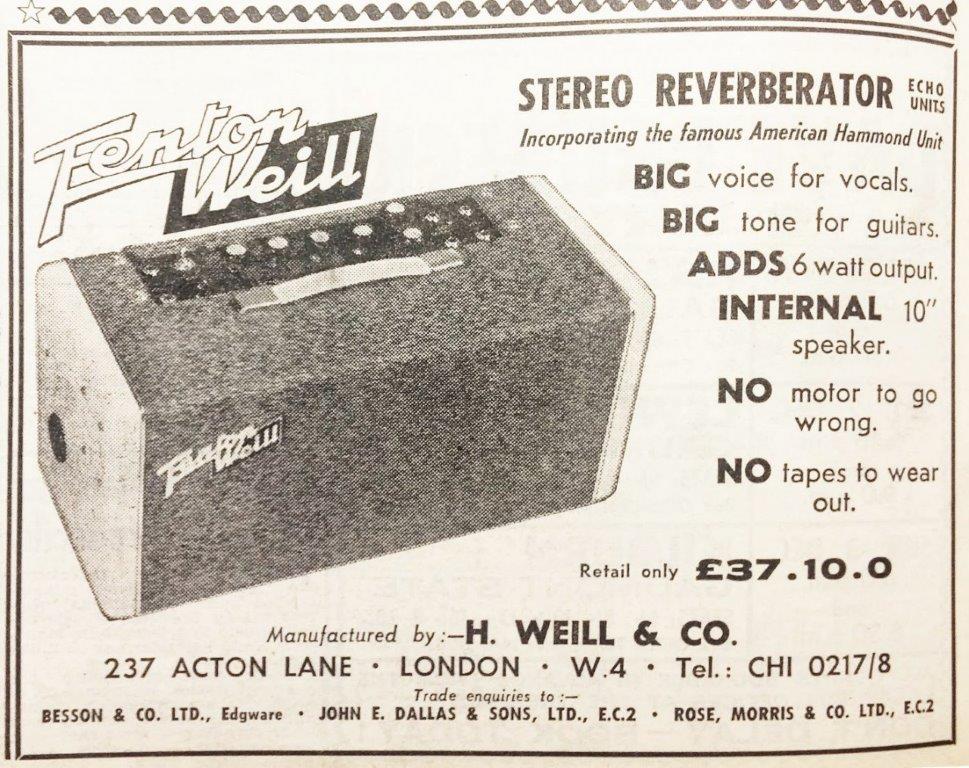 Fenton
Weill
STEREO REVERBERATOR ECHO UNITS
Incorporating the famous American Hammond Unit
BIG voice for vocals.
BIG tone for guitars.
ADDS 6 watt output.
INTERNAL 10"
speaker.
NO motor to go
wrong.
NO tapes to wear
out.
Fenton
Weill
Retail only £37.10.0
Manufactured by :—H. WEILL & CO.
237 ACTON LANE · LONDON · W.4 · Tel.: CHI 0217/8
Trade enquiries to :—
BESSON & CO. LTD., Edgware · JOHN E. DALLAS & SONS, LTD., E.C.2 · ROSE, MORRIS & CO. LTD., E.C.2